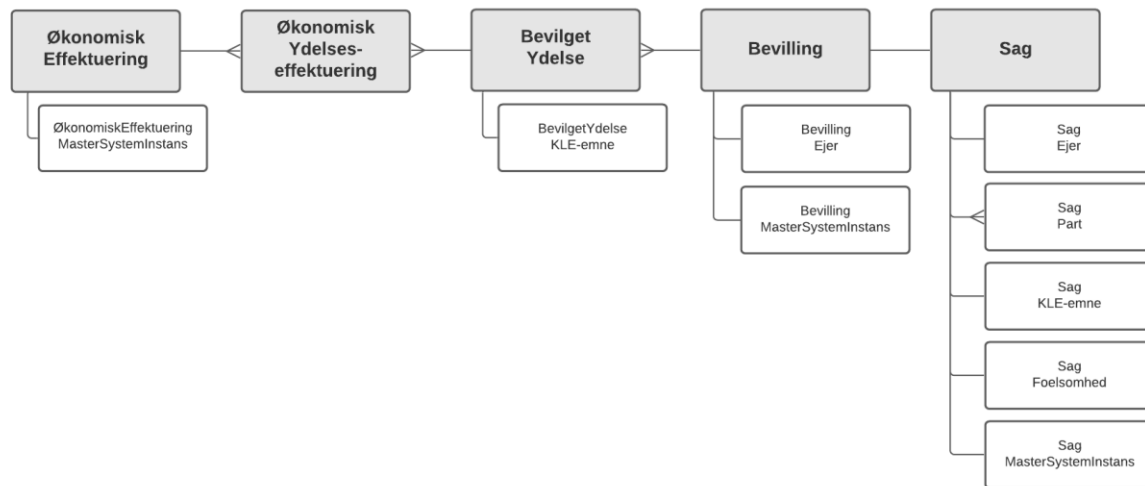 Økonomisk
Effektuering
Økonomisk
Ydelses-
effektuering
Bevilget
Ydelse
Bevilling
Sag
ØkonomiskEffektuering
MasterSystemInstans
BevilgetYdelse
KLE-emne
Bevilling
Ejer
Bevilling
MasterSystemInstans
Sag
Ejer
Sag
Part
Sag
KLE-emne
Sag
Foelsomhed
Sag
MasterSystemInstans